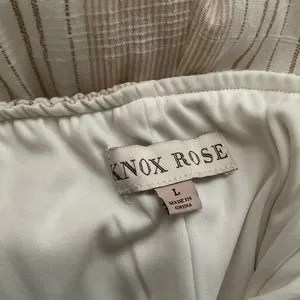 KNOX ROSE
L
MADE IN
CHINA